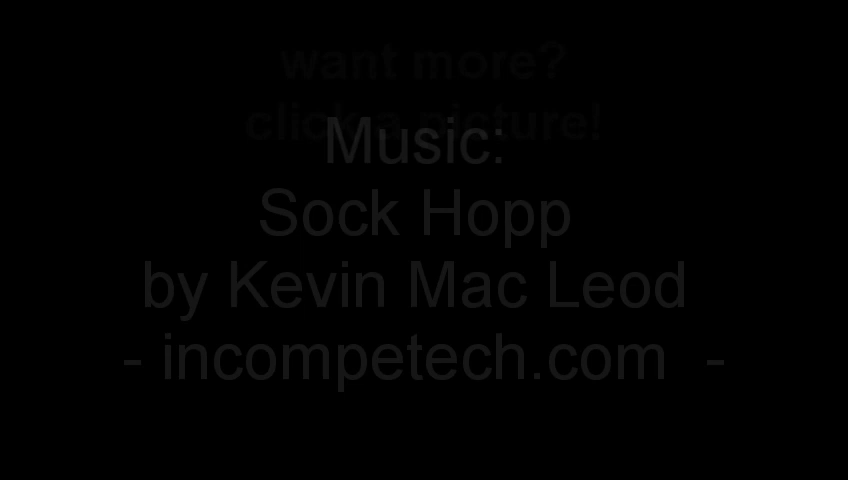 want more?
click a picture!
Music:
Sock Hopp
by Kevin Mac Leod
- incompetech.com -